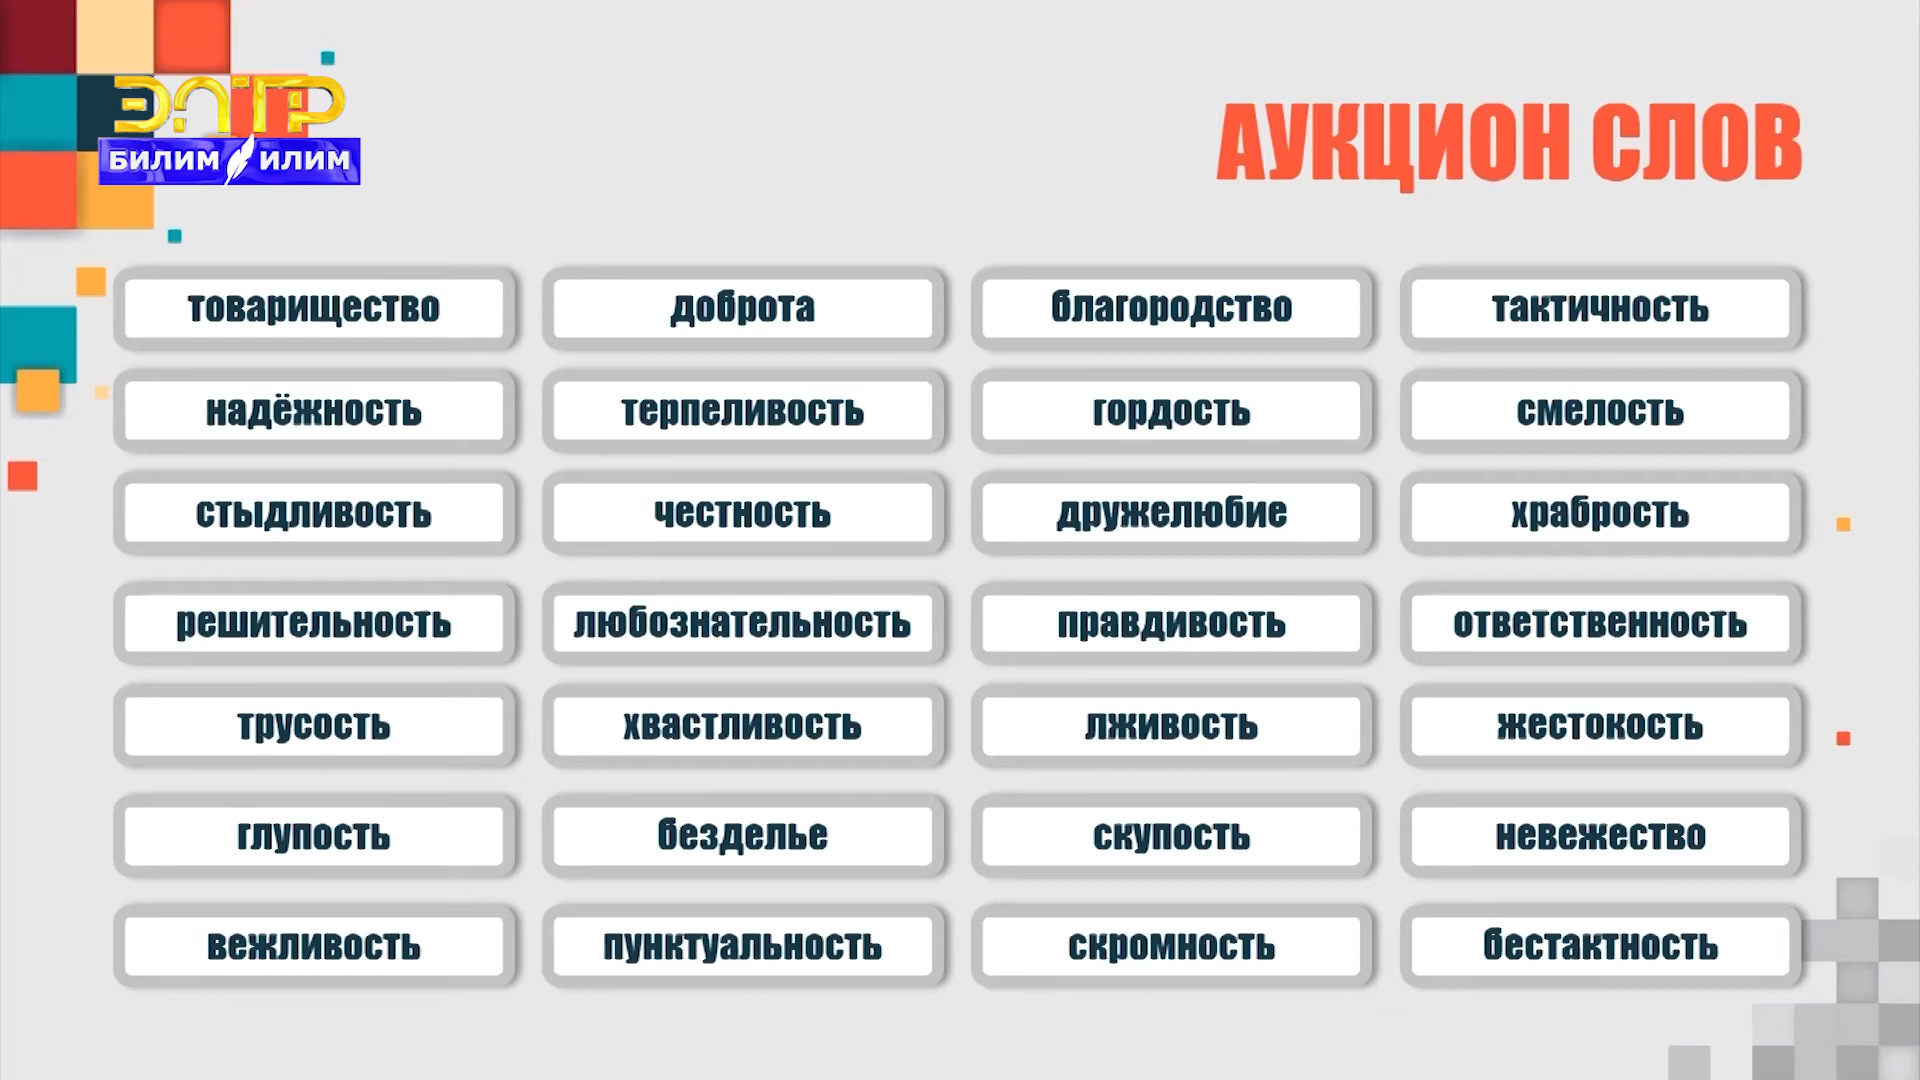 ЭЛТР
БИЛИМ ИЛИМ
АУКЦИОН СЛОВ
товарищество доброта благородство тактичность
надёжность терпеливость гордость смелость
стыдливость честность дружелюбие храбрость
решительность любознательность правдивость ответственность
трусость хвастливость лживость жестокость
глупость безделье скупость невежество
вежливость пунктуальность скромность бестактность